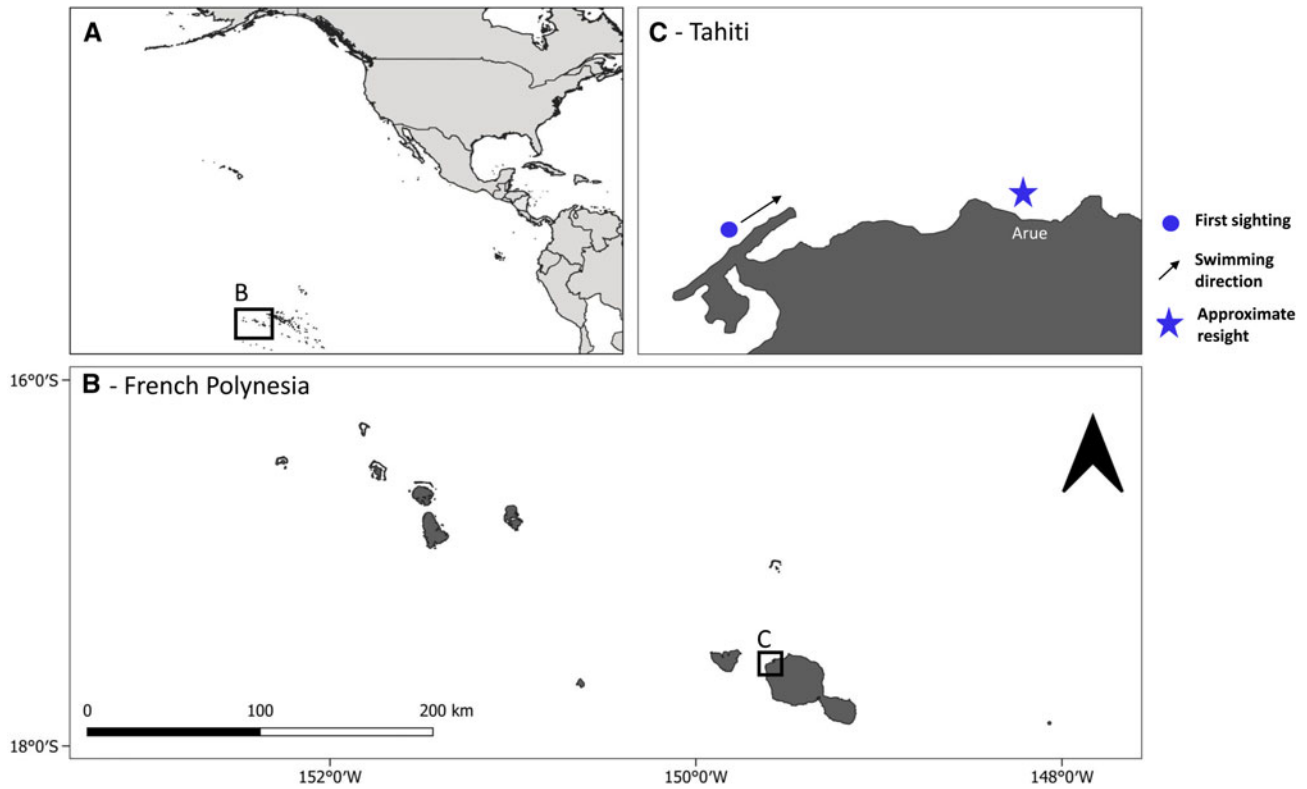 A
B
C - Tahiti
Arue
First sighting
Swimming
direction
Approximate
resight
16°0'S
B - French Polynesia
C
0 100 200 km
18°0'S
152°0'W 150°0'W 148°0'W